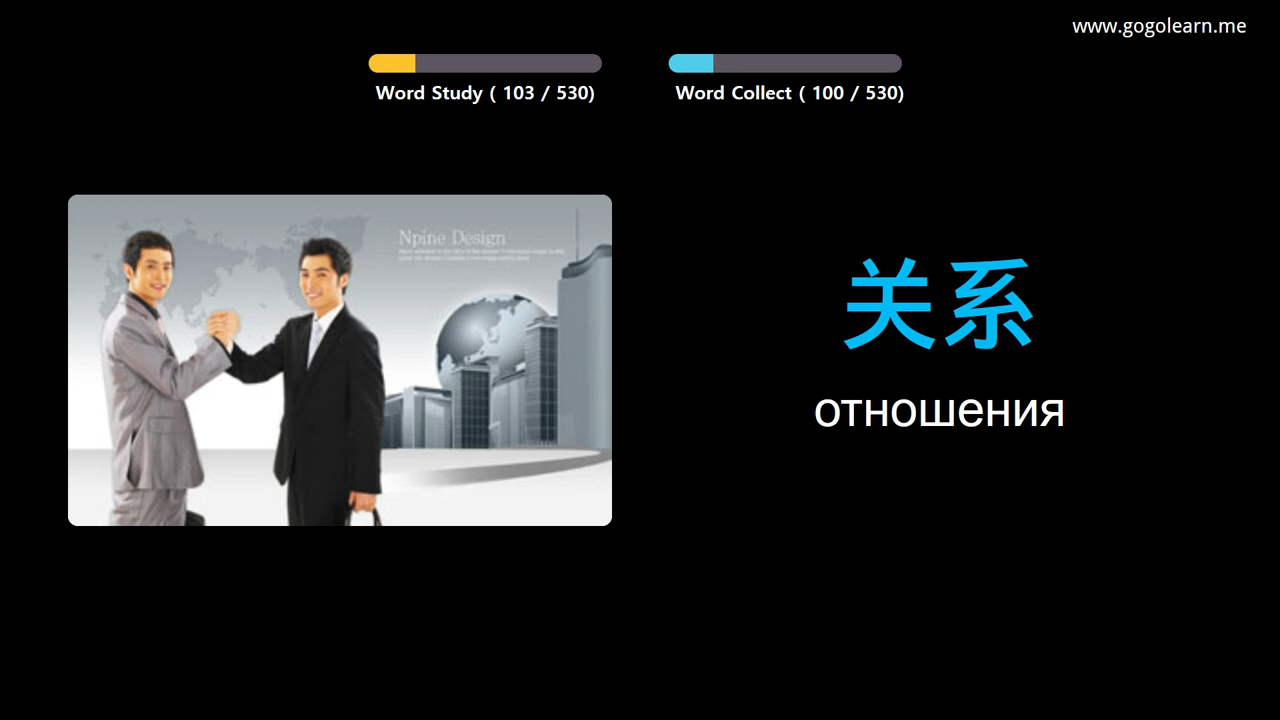 www.gogolearn.me
Word Study ( 103 / 530)
Word Collect ( 100 / 530)
Npine Design
关系
отношения